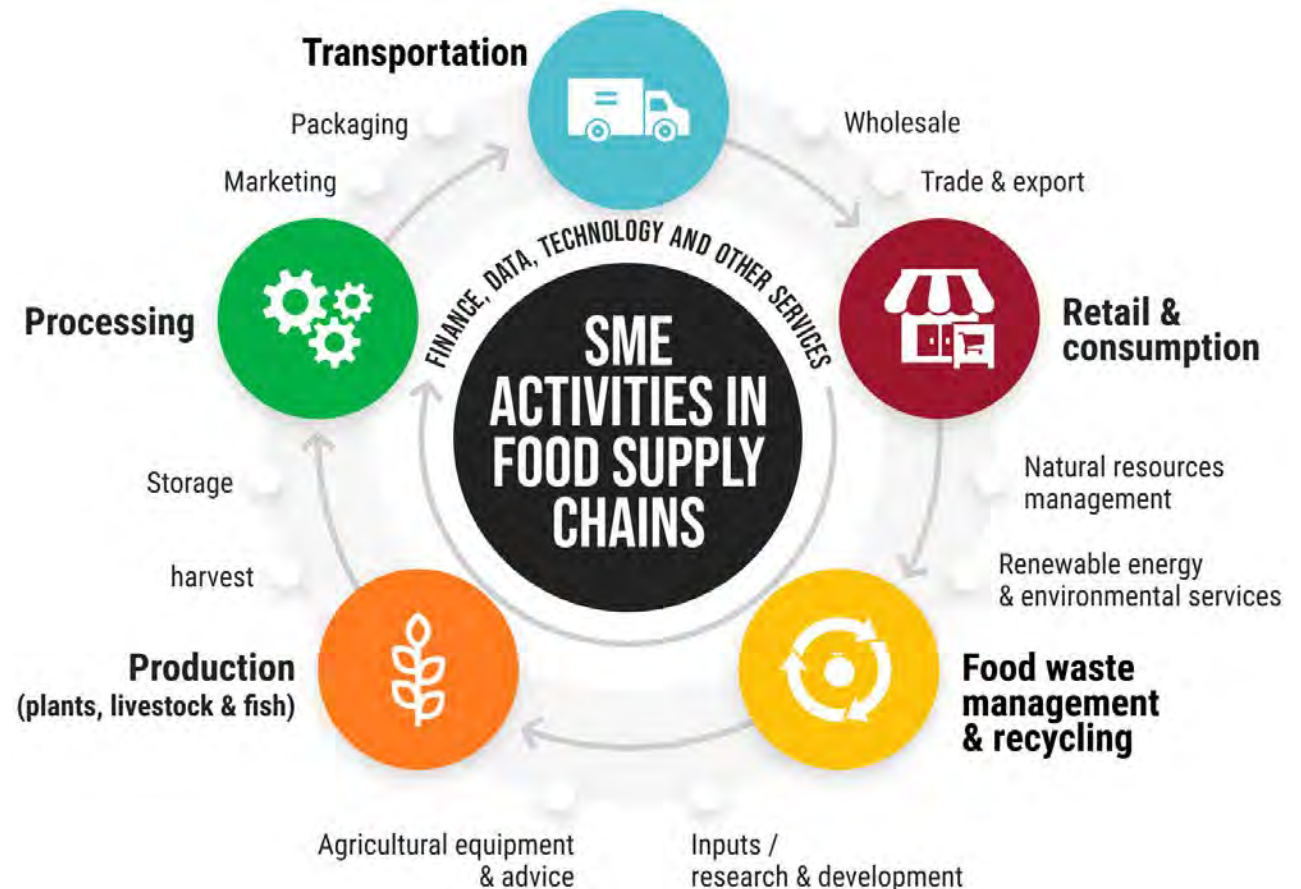 Transportation
Packaging
Wholesale
Marketing
Trade & export
FINANCE, DATA, TECHNOLOGY AND OTHER SERVICES
Processing
Retail &
consumption
SME
ACTIVITIES IN
FOOD SUPPLY
CHAINS
Storage
Natural resources
management
harvest
Renewable energy
& environmental services
Production
(plants, livestock & fish)
Food waste
management
& recycling
Agricultural equipment
& advice
Inputs /
research & development